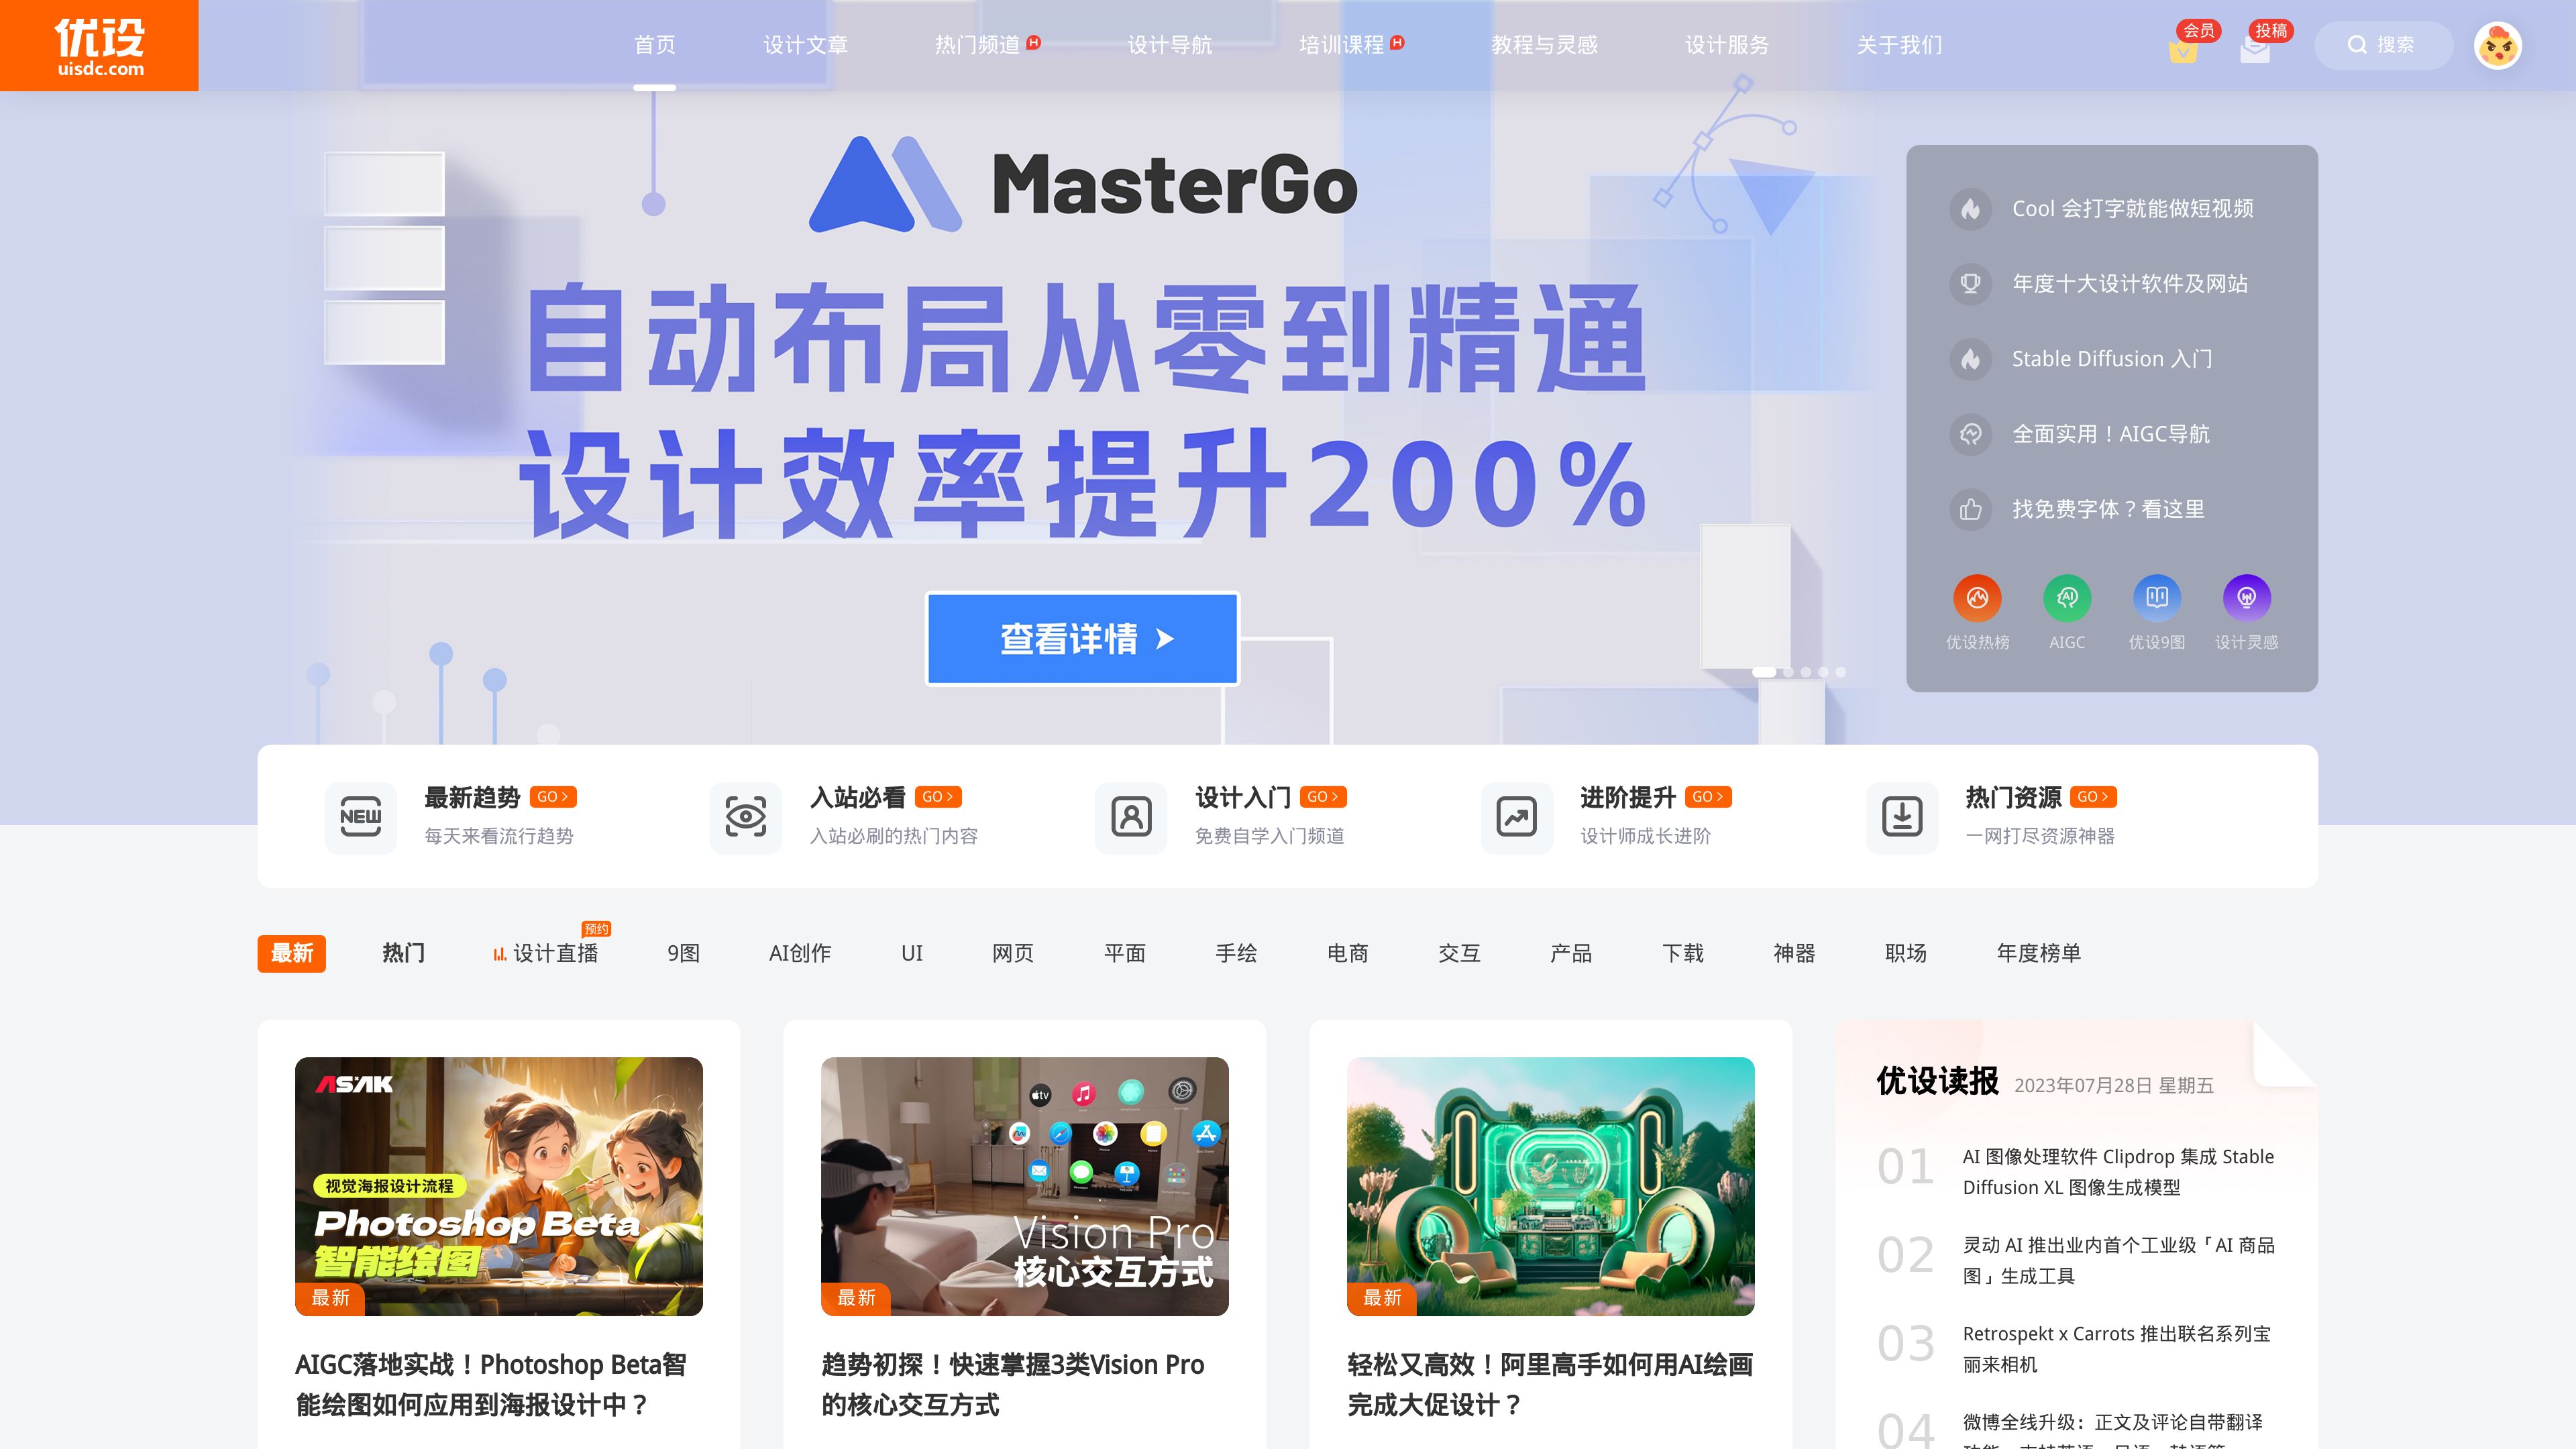 优设
uisdc.com
首页
设计文章
热门频道
H
设计导航
培训课程
H
教程与灵感
设计服务
关于我们
会员
投稿
搜索
MasterGo
自动布局从零到精通
设计效率提升200%
查看详情
Cool 会打字就能做短视频
年度十大设计软件及网站
Stable Diffusion 入门
全面实用！AIGC导航
找免费字体？看这里
AI
优设热榜
AIGC
优设9图
设计灵感
NEW
最新趋势
GO
每天来看流行趋势
入站必看
GO
入站必刷的热门内容
设计入门
GO
免费自学入门频道
进阶提升
GO
设计师成长进阶
热门资源
GO
一网打尽资源神器
最新
热门
设计直播
预约
9图
AI创作
UI
网页
平面
手绘
电商
交互
产品
下载
神器
职场
年度榜单
ASAK
视觉海报设计流程
Photoshop Beta
智能绘图
最新
AIGC落地实战！Photoshop Beta智
能绘图如何应用到海报设计中？
tv
Vision Pro
核心交互方式
最新
趋势初探！快速掌握3类Vision Pro
的核心交互方式
最新
轻松又高效！阿里高手如何用AI绘画
完成大促设计？
优设读报
2023年07月28日 星期五
01
AI 图像处理软件 Clipdrop 集成 Stable
Diffusion XL 图像生成模型
02
灵动 AI 推出业内首个工业级「AI 商品
图」生成工具
03
Retrospekt x Carrots 推出联名系列宝
丽来相机
04
微博全线升级：正文及评论自带翻译